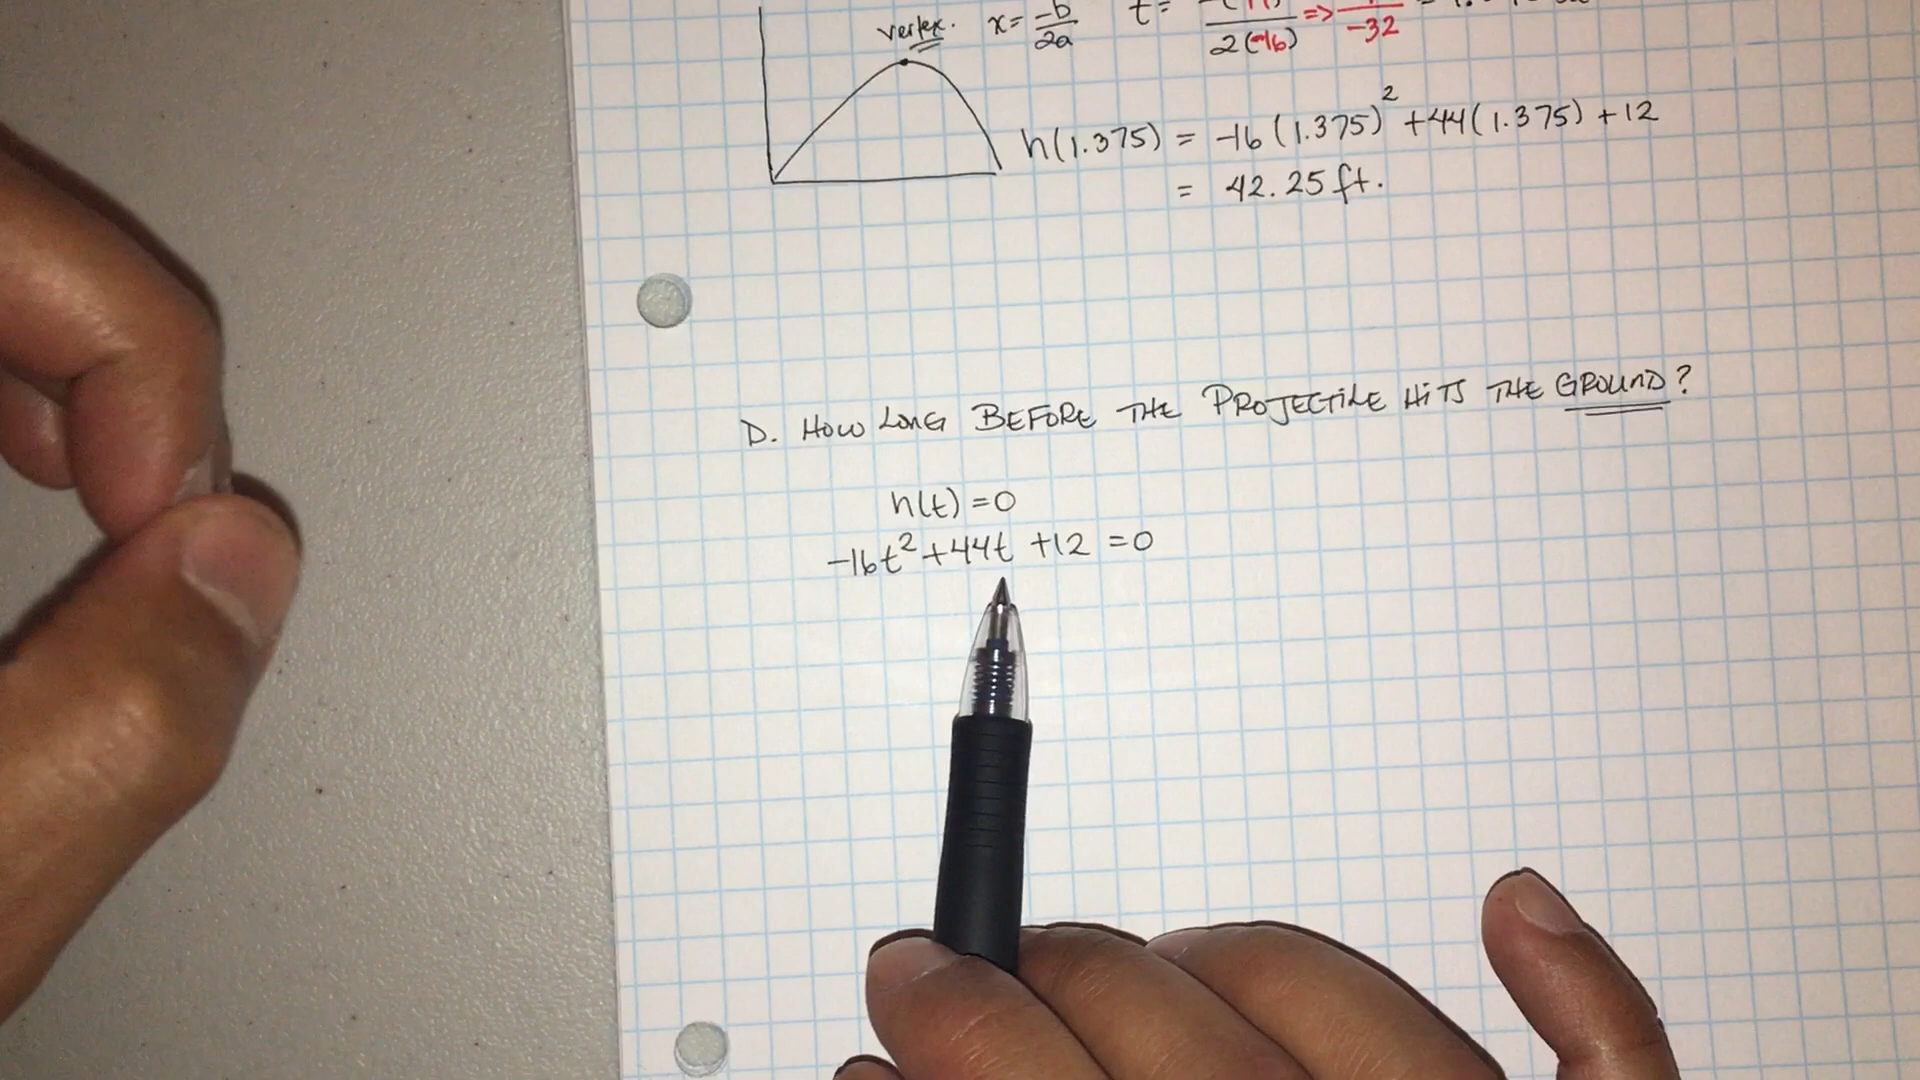 vertex. x= -b/2a t= 2(-16) => -32
h(1.375) = -16(1.375)² +44(1.375) +12
= 42.25 ft.
D. HOW LONG BEFORE THE PROJECTILE HITS THE GROUND?
h(t) =0
-16t² +44t +12 =0